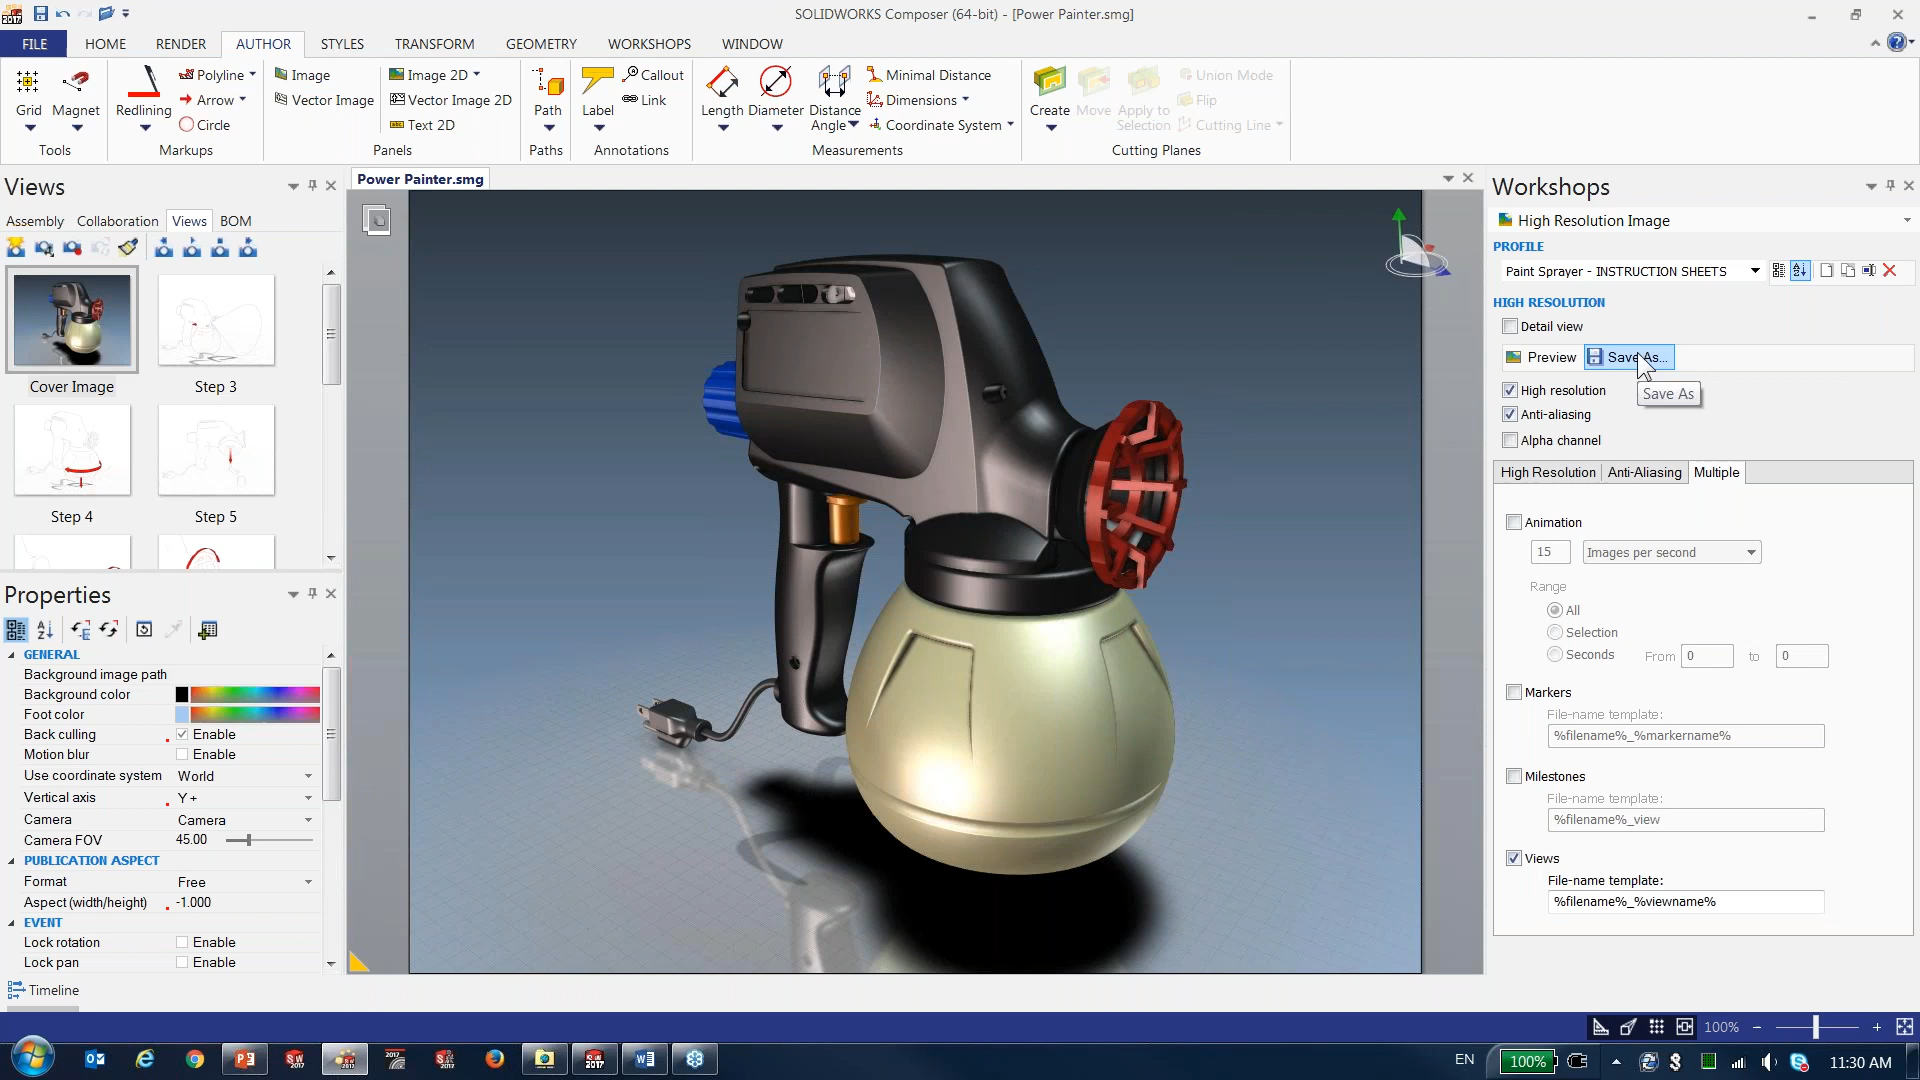 SOLIDWORKS Composer (64-bit) - [Power Painter.smg]
FILE HOME RENDER AUTHOR STYLES TRANSFORM GEOMETRY WORKSHOPS WINDOW
Polyline Image Image 2D Callout Minimal Distance Union Mode
Grid Magnet Redlining Arrow Vector Image Vector Image 2D Path Label Link Length Diameter Distance Dimensions Create Move Apply to Flip
Circle Text 2D Angle Coordinate System Selection Cutting Line
Tools Markups Panels Paths Annotations Measurements Cutting Planes
Views
Assembly Collaboration Views BOM
Cover Image Step 3
Step 4 Step 5
Properties
GENERAL
Background image path
Background color
Foot color
Back culling Enable
Motion blur Enable
Use coordinate system World
Vertical axis Y +
Camera Camera
Camera FOV 45.00
PUBLICATION ASPECT
Format Free
Aspect (width/height) -1.000
EVENT
Lock rotation Enable
Lock pan Enable
Timeline
Power Painter.smg
Workshops
High Resolution Image
PROFILE
Paint Sprayer - INSTRUCTION SHEETS
HIGH RESOLUTION
Detail view
Preview Save As...
Save As
High resolution
Anti-aliasing
Alpha channel
High Resolution Anti-Aliasing Multiple
Animation
15 Images per second
Range
All
Selection
Seconds From 0 to 0
Markers
File-name template:
%filename%_%markername%
Milestones
File-name template:
%filename%_view
Views
File-name template:
%filename%_%viewname%
100%
EN 100% 11:30 AM